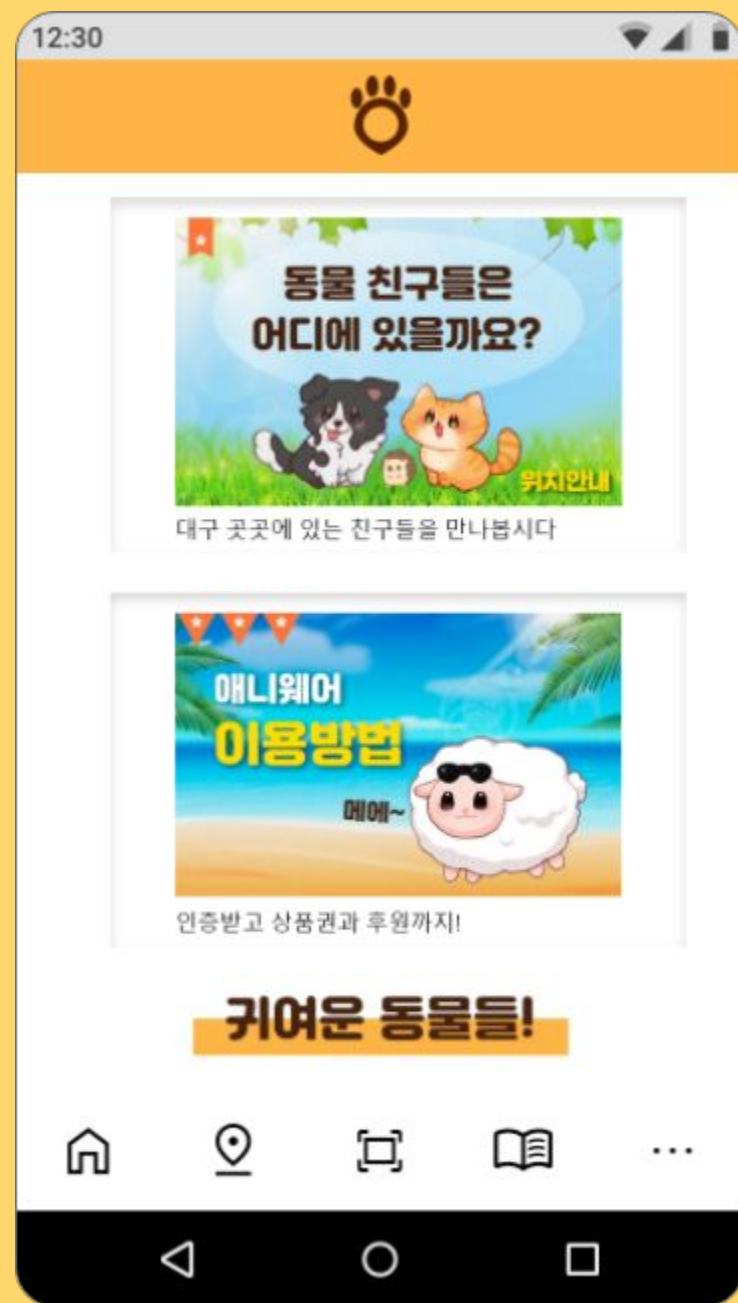 12:30
동물 친구들은
어디에 있을까요?
위치안내
대구 곳곳에 있는 친구들을 만나봅시다
애니웨어
이용방법
메에~
인증받고 상품권과 후원까지!
귀여운 동물들!